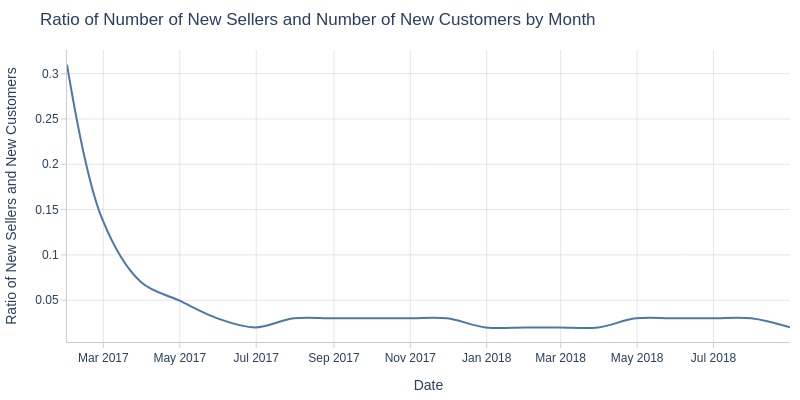 Ratio of Number of New Sellers and Number of New Customers by Month
Ratio of New Sellers and New Customers
0.3
0.25
0.2
0.15
0.1
0.05
Mar 2017
May 2017
Jul 2017
Sep 2017
Nov 2017
Jan 2018
Mar 2018
May 2018
Jul 2018
Date